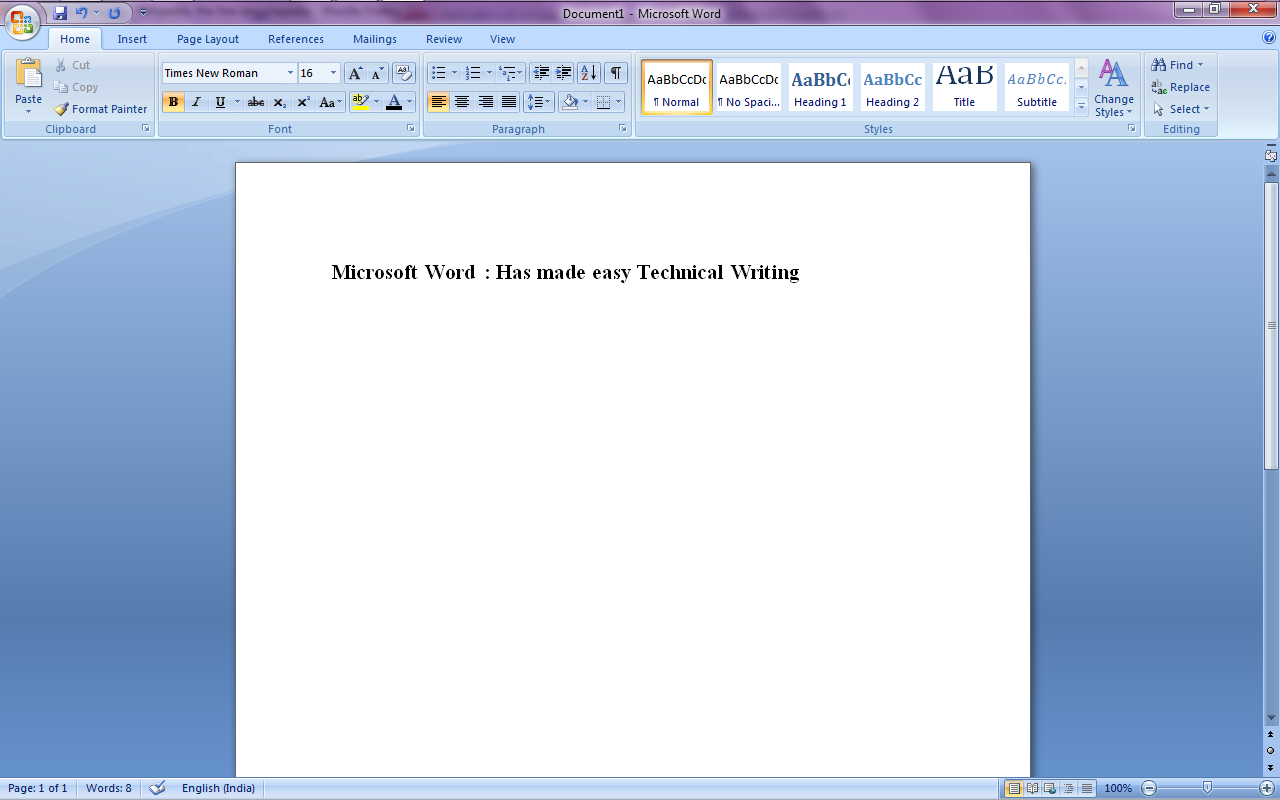 Document1 - Microsoft Word
Home Insert Page Layout References Mailings Review View
Paste
Cut
Copy
Format Painter
Clipboard
Times New Roman 16
Font
Paragraph
AaBbCcDc AaBbCcDc AaBbC AaBbCc AaB AaBbCc.
¶ Normal ¶ No Spaci... Heading 1 Heading 2 Title Subtitle
Change
Styles
Styles
Find
Replace
Select
Editing
Microsoft Word : Has made easy Technical Writing
Page: 1 of 1 Words: 8 English (India) 100%